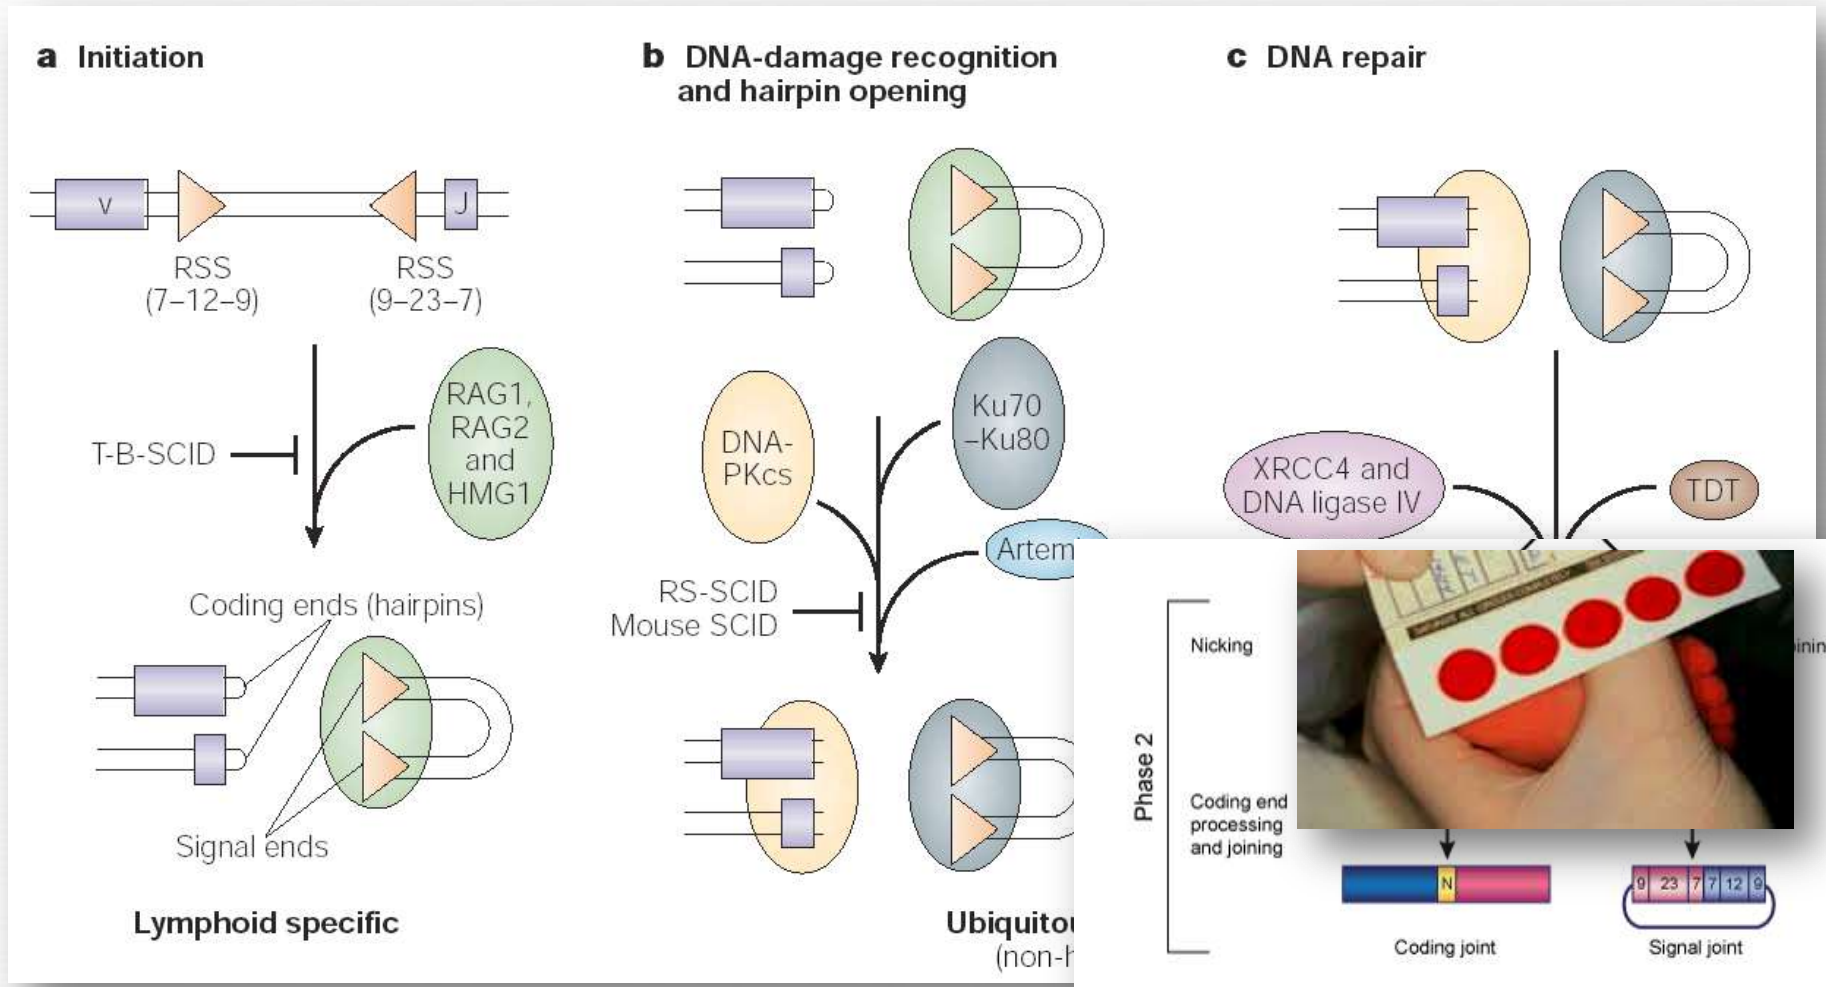 a Initiation
V
J
RSS
(7–12–9)
RSS
(9–23–7)
T-B-SCID
RAG1,
RAG2
and
HMG1
Coding ends (hairpins)
Signal ends
Lymphoid specific
b DNA-damage recognition
and hairpin opening
DNA-
PKcs
Ku70
–Ku80
Artem
RS-SCID
Mouse SCID
Ubiquito
(non-h
c DNA repair
XRCC4 and
DNA ligase IV
TDT
Phase 2
Nicking
Coding end
processing
and joining
N
Coding joint
9 23 7 7 12 9
Signal joint